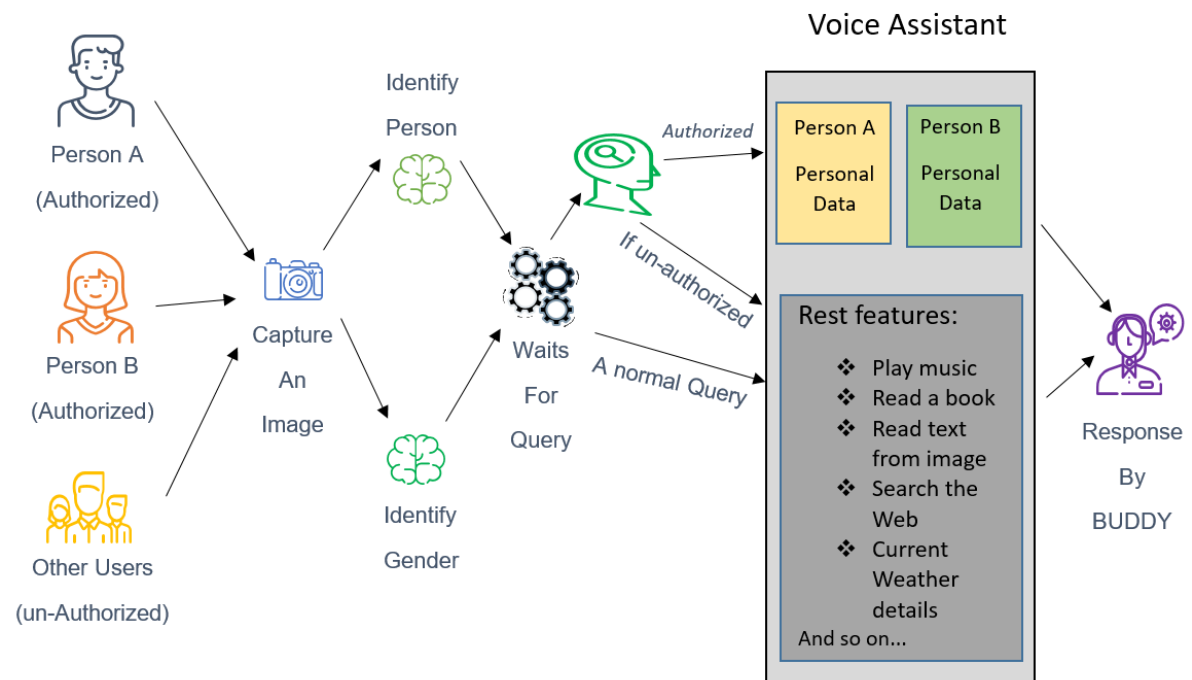 Voice Assistant
Person A
(Authorized)
Person B
(Authorized)
Other Users
(un-Authorized)
Capture
An
Image
Identify
Person
Identify
Gender
Waits
For
Query
Authorized
If un-authorized
A normal Query
Person A
Personal
Data
Person B
Personal
Data
Rest features:
❖ Play music
❖ Read a book
❖ Read text
from image
❖ Search the
Web
❖ Current
Weather
details
And so on...
Response
By
BUDDY